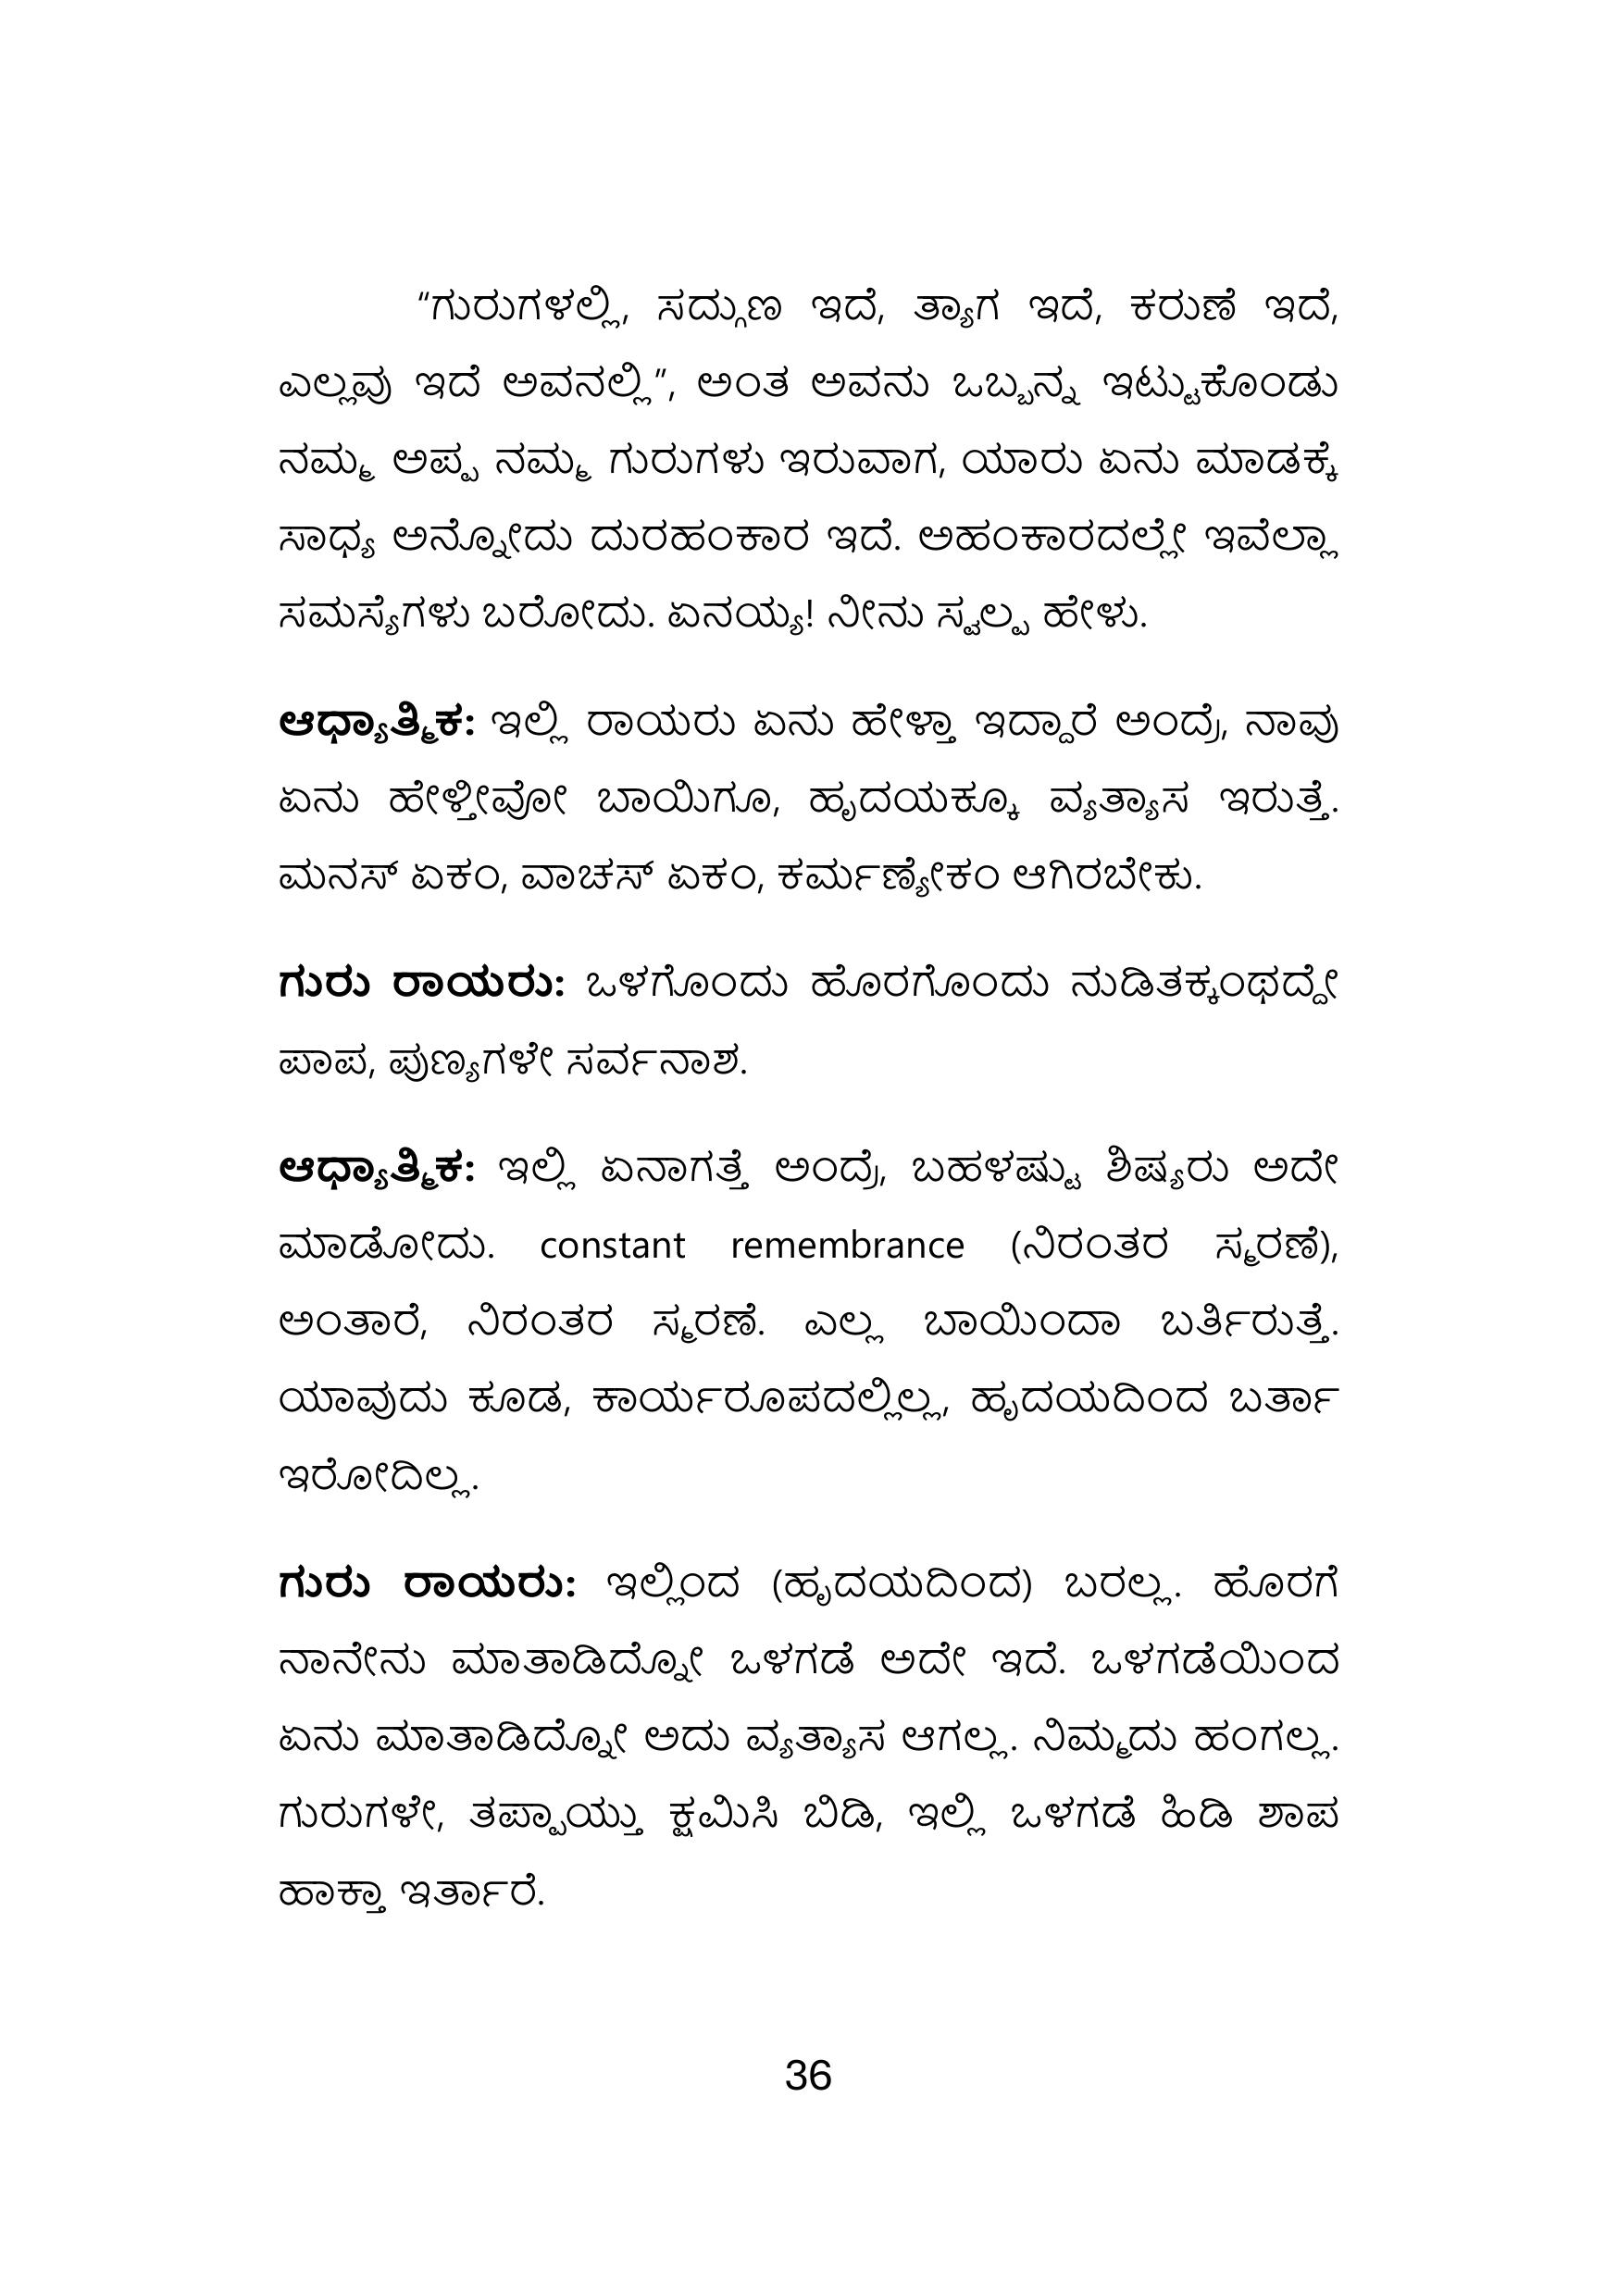 “ಗುರುಗಳಲ್ಲಿ, ಸದ್ಗುಣ ಇದೆ, ತ್ಯಾಗ ಇದೆ, ಕರುಣೆ ಇದೆ,
ಎಲ್ಲವು ಇದೆ ಅವನಲ್ಲಿ”, ಅಂತ ಅವನು ಒಬ್ಬನ್ನ ಇಟ್ಟುಕೊಂಡು
ನಮ್ಮ ಅಪ್ಪ ನಮ್ಮ ಗುರುಗಳು ಇರುವಾಗ, ಯಾರು ಏನು ಮಾಡಕ್ಕೆ
ಸಾಧ್ಯ ಅನ್ನೋದು ದುರಹಂಕಾರ ಇದೆ. ಅಹಂಕಾರದಲ್ಲೇ ಇವೆಲ್ಲಾ
ಸಮಸ್ಯೆಗಳು ಬರೋದು. ಏನಯ್ಯ! ನೀನು ಸ್ವಲ್ಪ ಹೇಳು.
ಆಧ್ಯಾತ್ಮಿಕ: ಇಲ್ಲಿ ರಾಯರು ಏನು ಹೇಳ್ತಾ ಇದ್ದಾರೆ ಅಂದ್ರೆ, ನಾವು
ಏನು ಹೇಳ್ತೀವೋ ಬಾಯಿಗೂ, ಹೃದಯಕ್ಕೂ ವ್ಯತ್ಯಾಸ ಇರುತ್ತೆ.
ಮನಸ್ ಏಕಂ, ವಾಚಸ್ ಏಕಂ, ಕರ್ಮಣ್ಯೇಕಂ ಆಗಿರಬೇಕು.
ಗುರು ರಾಯರು: ಒಳಗೊಂದು ಹೊರಗೊಂದು ನುಡಿತಕ್ಕಂಥದ್ದೇ
ಪಾಪ, ಪುಣ್ಯಗಳೇ ಸರ್ವನಾಶ.
ಆಧ್ಯಾತ್ಮಿಕ: ಇಲ್ಲಿ ಏನಾಗತ್ತೆ ಅಂದ್ರೆ, ಬಹಳಷ್ಟು ಶಿಷ್ಯರು ಅದೇ
ಮಾಡೋದು. constant remembrance (ನಿರಂತರ ಸ್ಮರಣೆ),
ಅಂತಾರೆ, ನಿರಂತರ ಸ್ಮರಣೆ. ಎಲ್ಲ ಬಾಯಿಂದಾ ಬರ್ತಿರುತ್ತೆ.
ಯಾವುದು ಕೂಡ, ಕಾರ್ಯರೂಪದಲ್ಲಿಲ್ಲ, ಹೃದಯದಿಂದ ಬರ್ತಾ
ಇರೋದಿಲ್ಲ.
ಗುರು ರಾಯರು: ಇಲ್ಲಿಂದ (ಹೃದಯದಿಂದ) ಬರಲ್ಲ. ಹೊರಗೆ
ನಾನೇನು ಮಾತಾಡಿದ್ನೋ ಒಳಗಡೆ ಅದೇ ಇದೆ. ಒಳಗಡೆಯಿಂದ
ಏನು ಮಾತಾಡಿದ್ನೋ ಅದು ವ್ಯತ್ಯಾಸ ಆಗಲ್ಲ. ನಿಮ್ಮದು ಹಂಗಲ್ಲ.
ಗುರುಗಳೇ, ತಪ್ಪಾಯ್ತು ಕ್ಷಮಿಸಿ ಬಿಡಿ, ಇಲ್ಲಿ ಒಳಗಡೆ ಹಿಡಿ ಶಾಪ
ಹಾಕ್ತಾ ಇರ್ತಾರೆ.
36